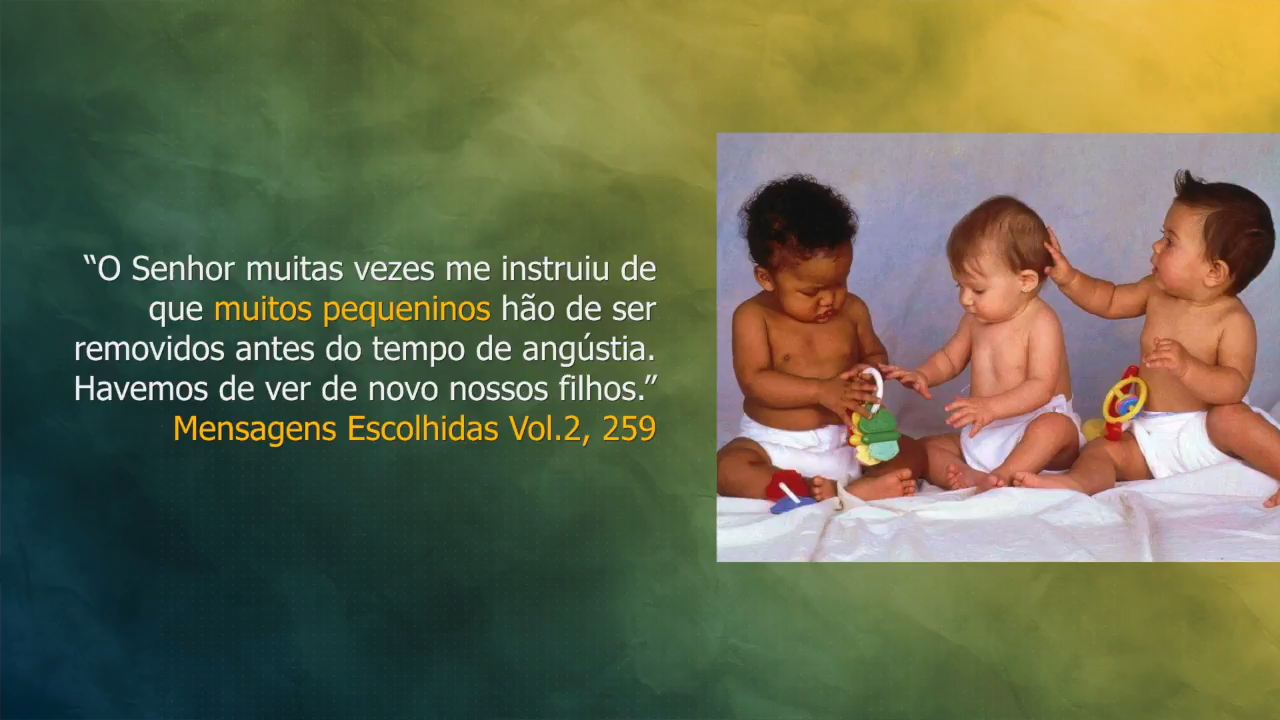 “O Senhor muitas vezes me instruiu de
que muitos pequeninos hão de ser
removidos antes do tempo de angústia.
Havemos de ver de novo nossos filhos.”
Mensagens Escolhidas Vol.2, 259